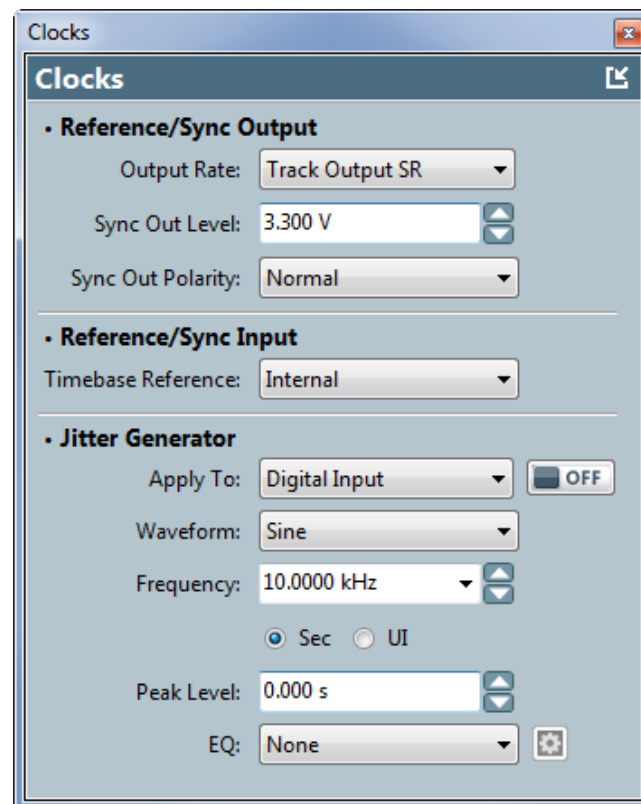 Clocks
Clocks
• Reference/Sync Output
Output Rate: Track Output SR
Sync Out Level: 3.300 V
Sync Out Polarity: Normal
• Reference/Sync Input
Timebase Reference: Internal
• Jitter Generator
Apply To: Digital Input OFF
Waveform: Sine
Frequency: 10.0000 kHz
Sec UI
Peak Level: 0.000 s
EQ: None